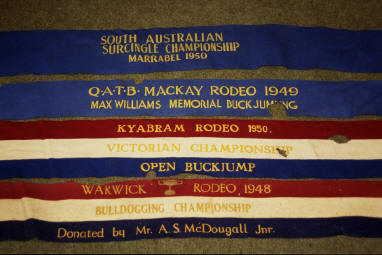 SOUTH AUSTRALIAN
SURCINGLE CHAMPIONSHIP
MARRABEL 1950
Q·A·T·B· MACKAY RODEO 1949
MAX WILLIAMS MEMORIAL BUCKJUMPING
KYABRAM RODEO 1950.
VICTORIAN CHAMPIONSHIP
OPEN BUCKJUMP
WARWICK RODEO, 1948
BULLDOGGING CHAMPIONSHIP
Donated by Mr. A. S. McDougall Jnr.